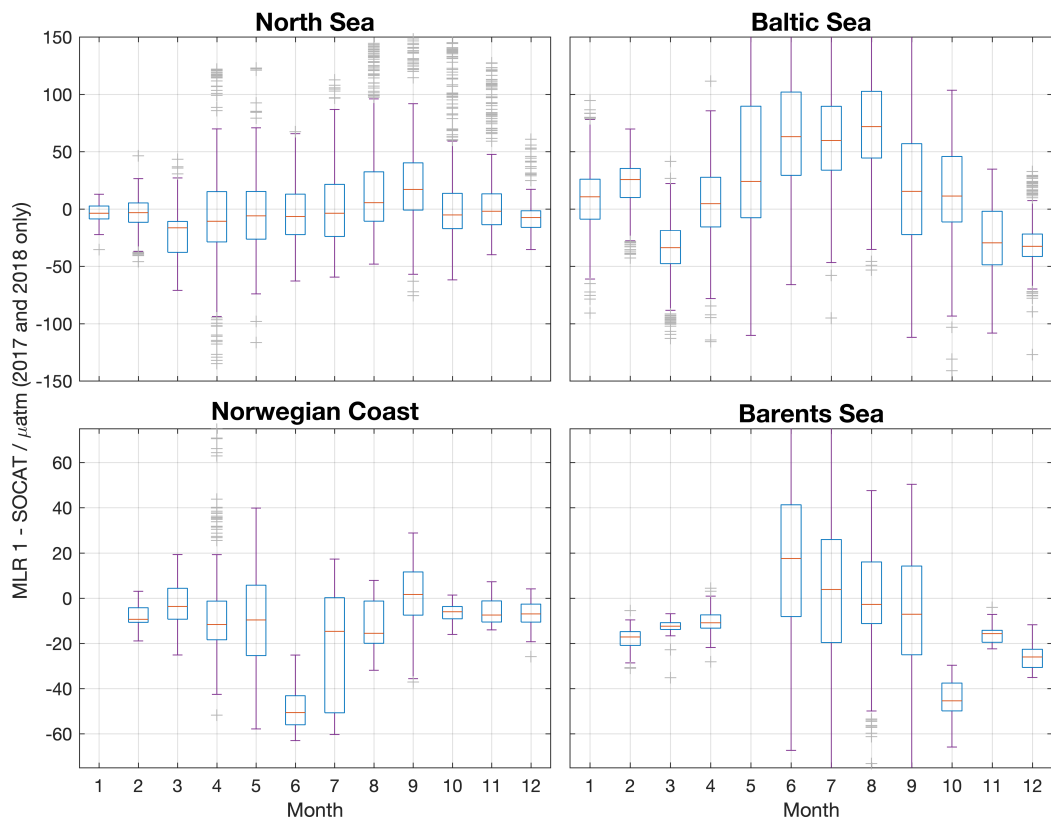 North Sea
Baltic Sea
150
100
50
0
-50
-100
-150
MLR 1 - SOCAT / μatm (2017 and 2018 only)
Norwegian Coast
Barents Sea
60
40
20
0
-20
-40
-60
1 2 3 4 5 6 7 8 9 10 11 12
1 2 3 4 5 6 7 8 9 10 11 12
Month
Month